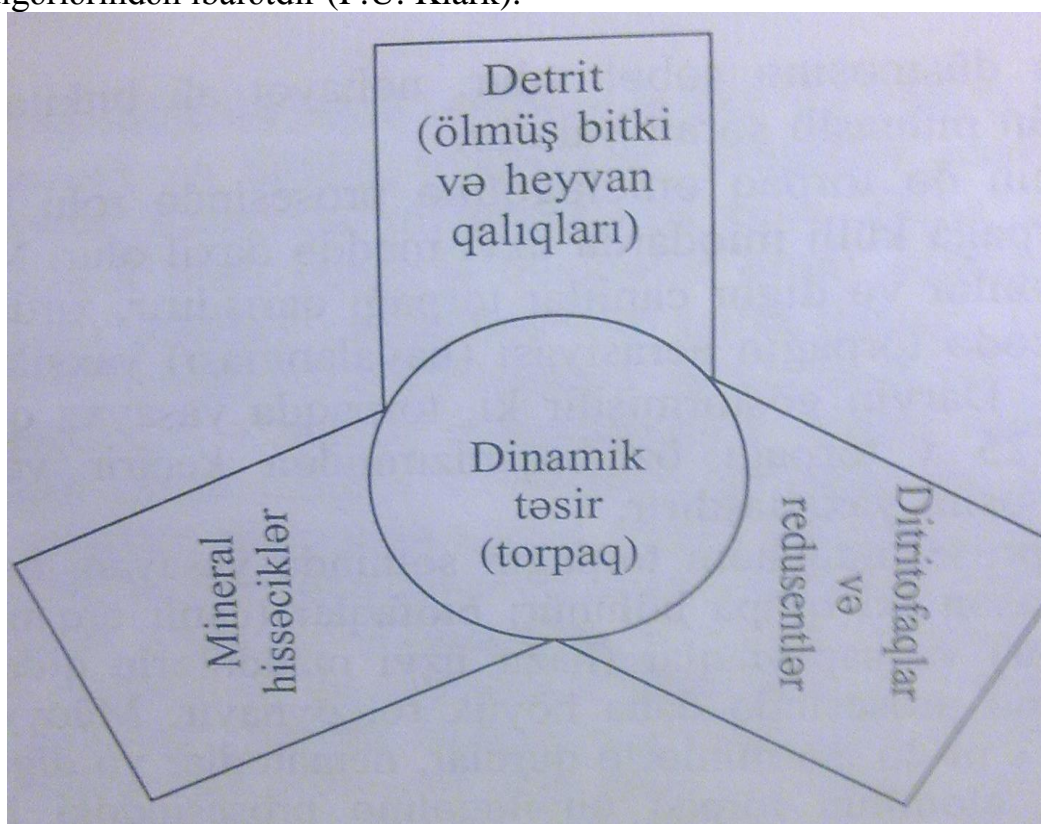 Detrit
(ölmüş bitki
və heyvan
qalıqları)
Dinamik
təsir
(torpaq)
Mineral
hissəciklər
Ditritofaqlar
və
redusentlər